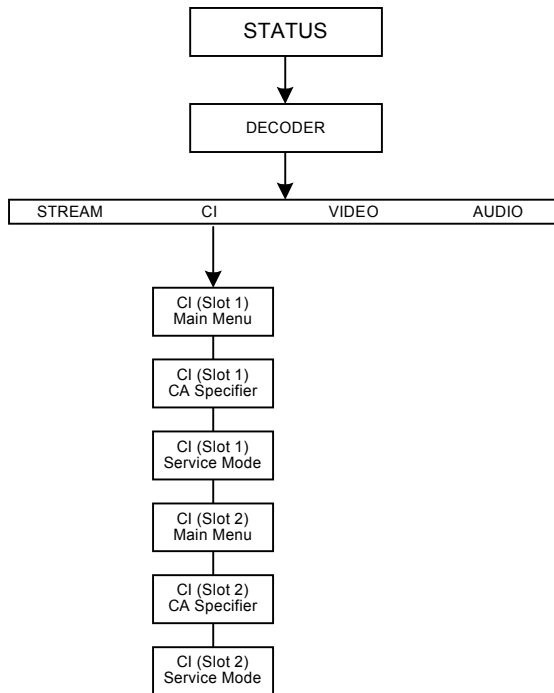 STATUS
DECODER
STREAM CI VIDEO AUDIO
CI (Slot 1)
Main Menu
CI (Slot 1)
CA Specifier
CI (Slot 1)
Service Mode
CI (Slot 2)
Main Menu
CI (Slot 2)
CA Specifier
CI (Slot 2)
Service Mode